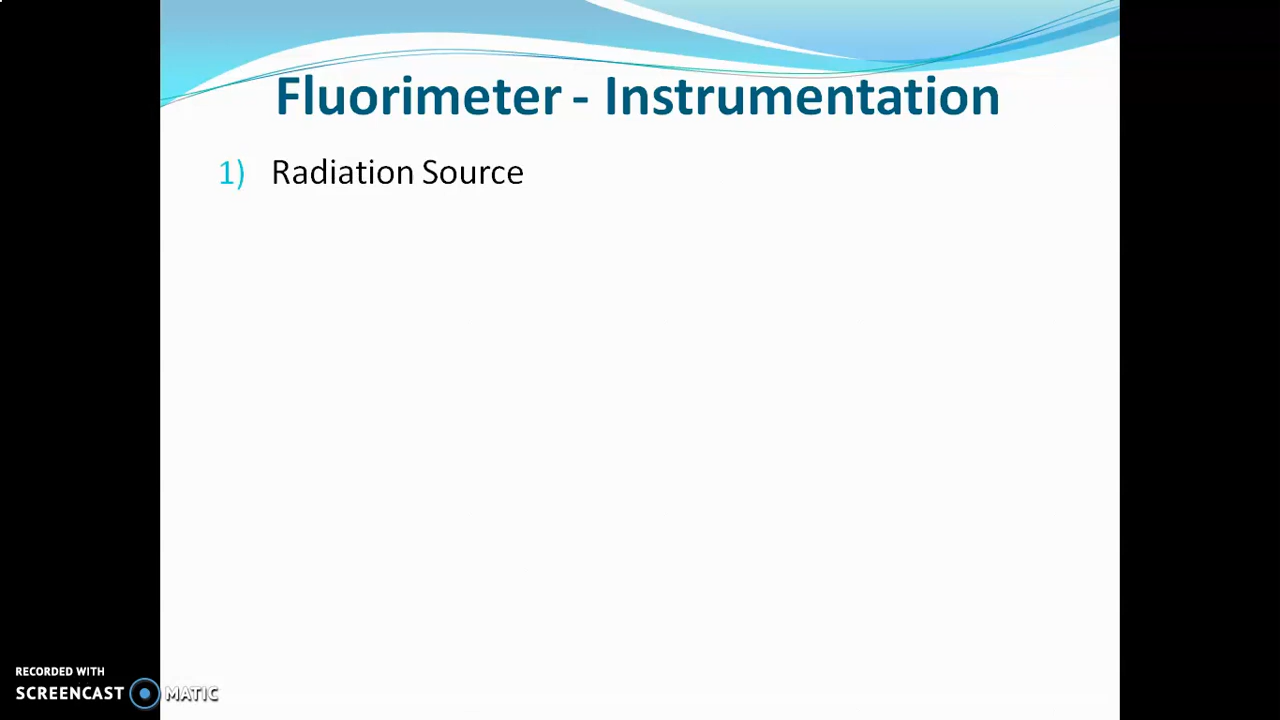 Fluorimeter - Instrumentation
1) Radiation Source
RECORDED WITH
SCREENCAST MATIC